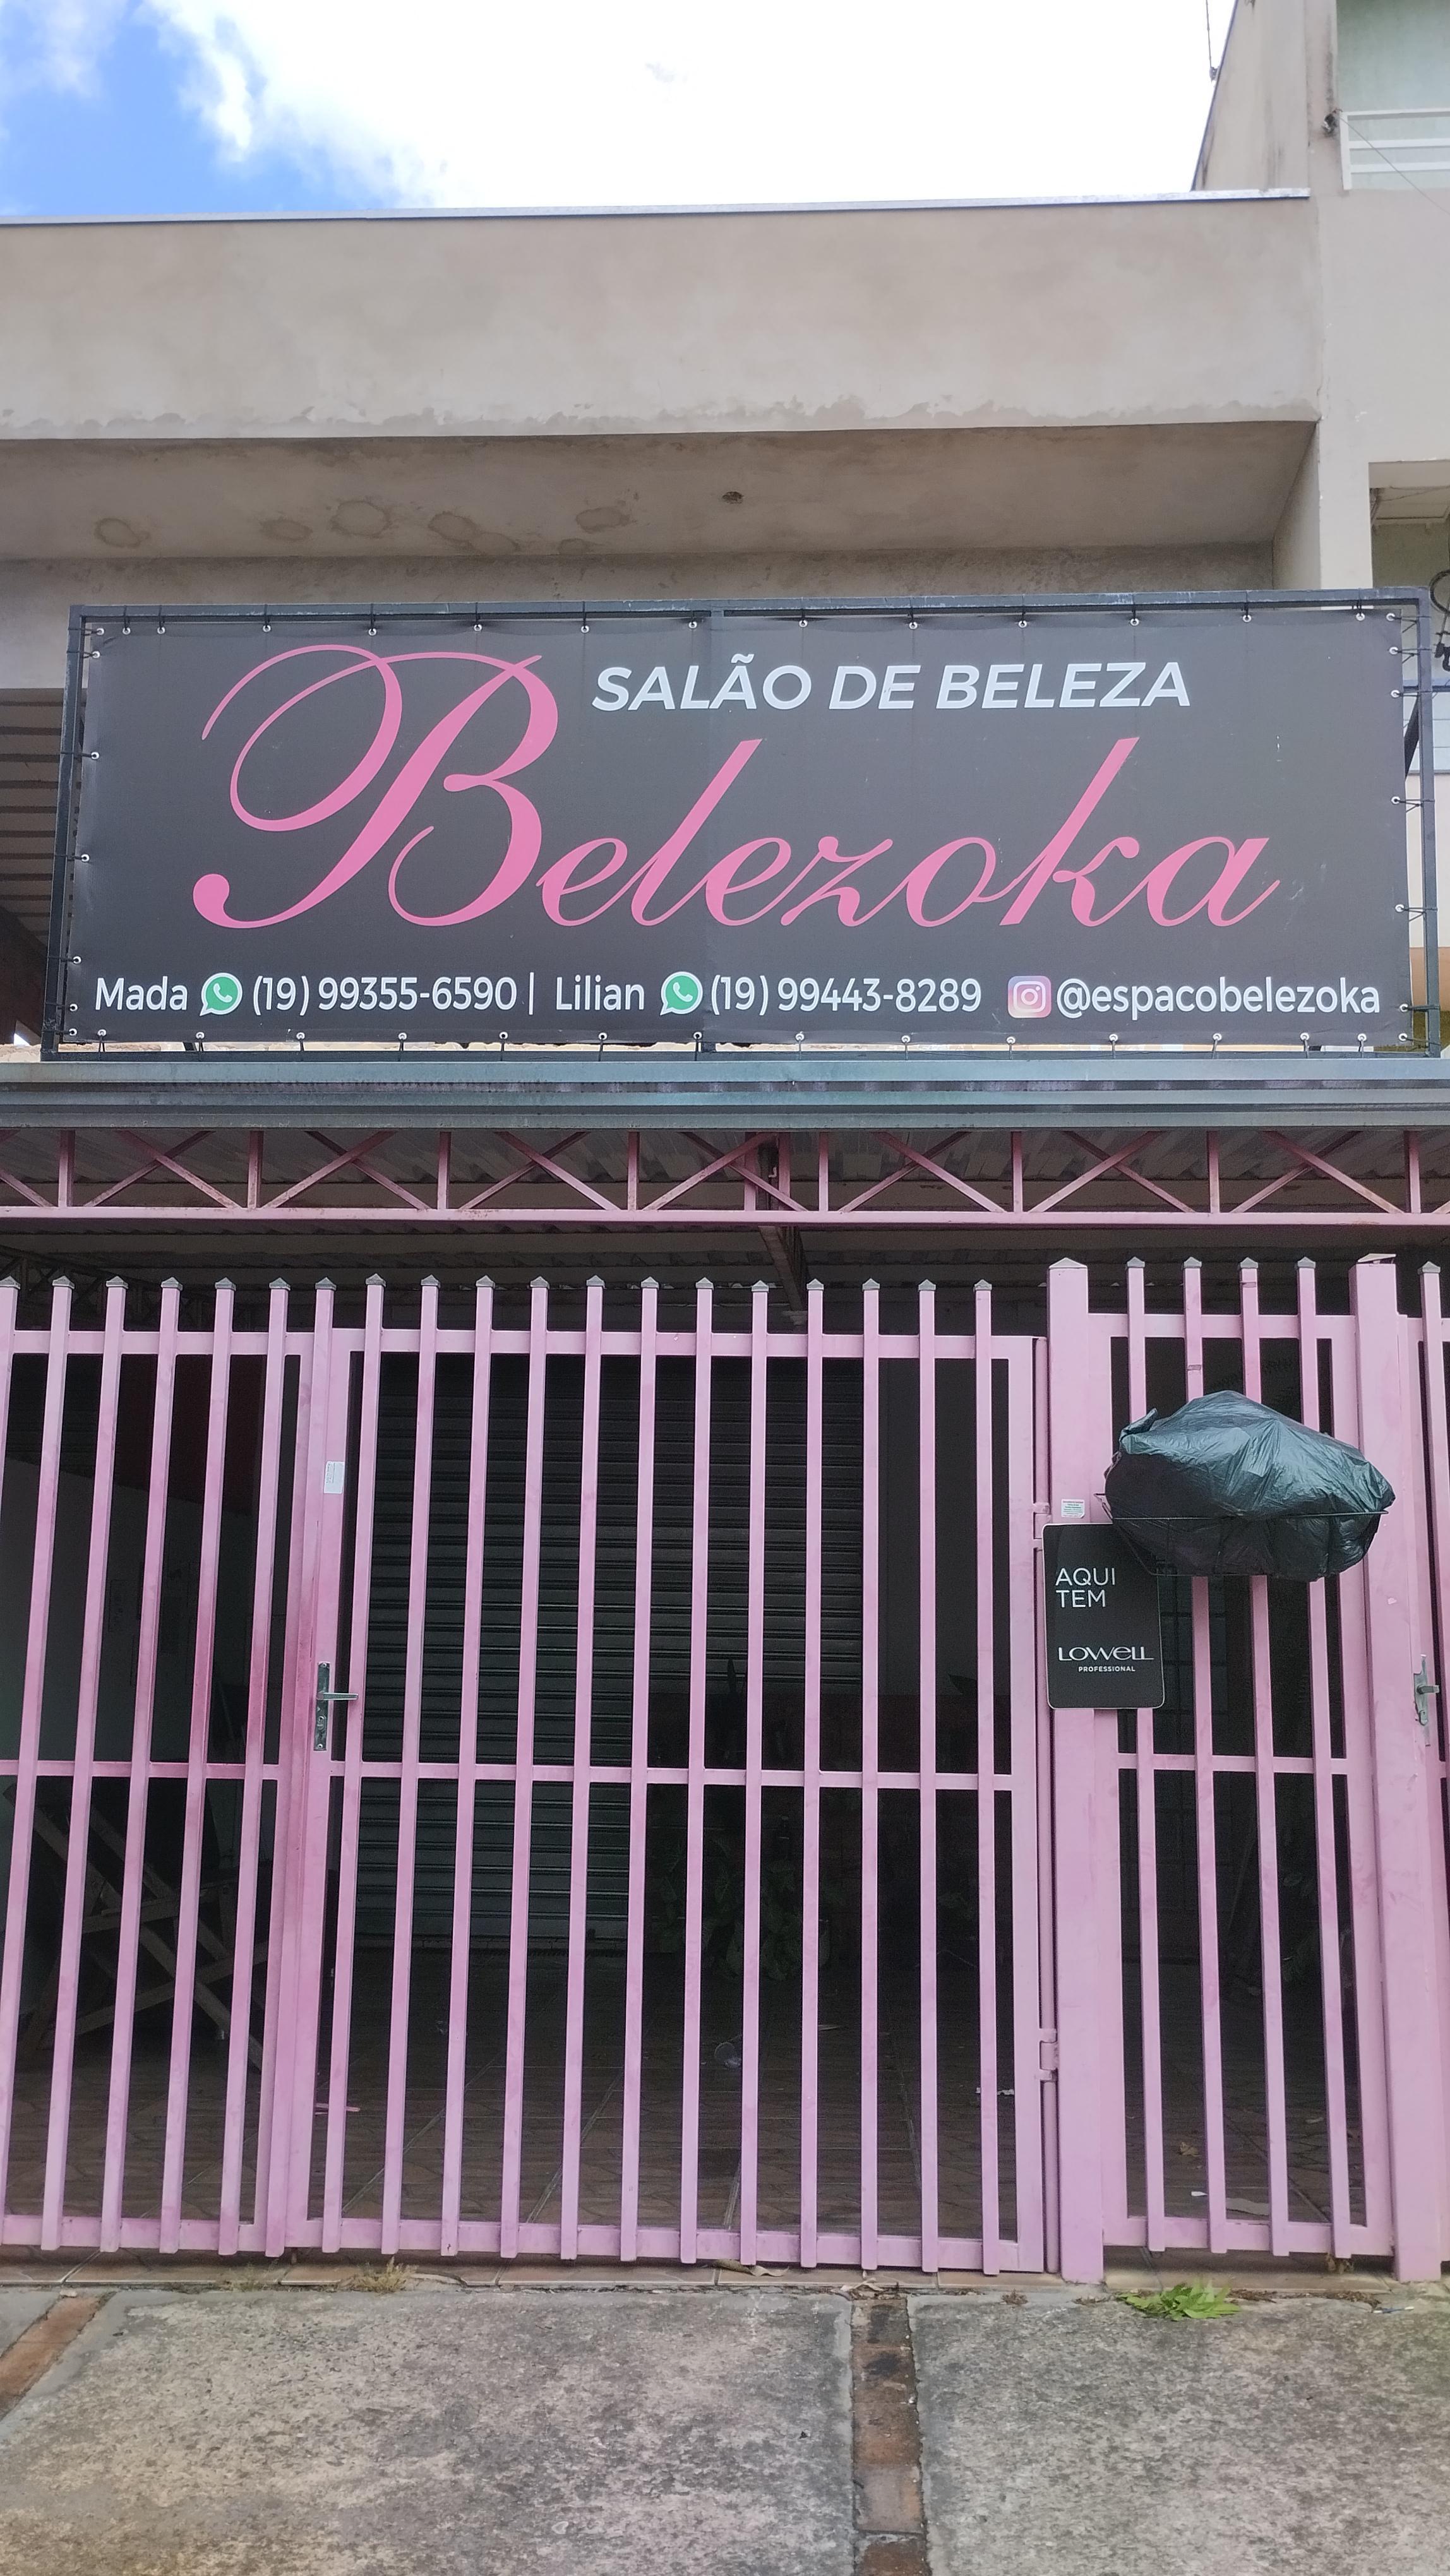 SALÃO DE BELEZA
Belezoka
Mada (19) 99355-6590 | Lilian (19) 99443-8289 @espacobelezoka
AQUI
TEM
LOWELL
PROFESSIONAL